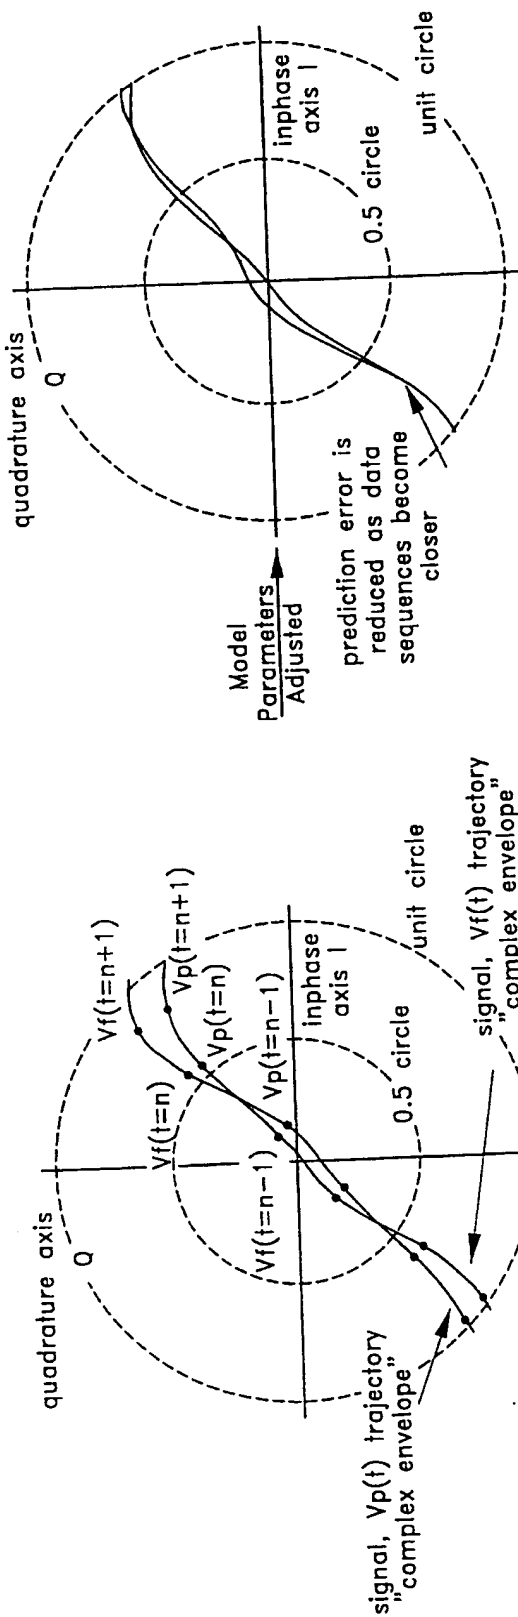 quadrature axis
Q
Vf(t=n+1)
Vp(t=n+1)
Vf(t=n)
Vp(t=n)
Vf(t=n-1)
Vp(t=n-1)
inphase
axis I
0.5 circle
unit circle
signal, Vp(t) trajectory
"complex envelope"
signal, Vf(t) trajectory
"complex envelope"
Model
Parameters
Adjusted
quadrature axis
Q
inphase
axis I
0.5 circle
unit circle
prediction error is
reduced as data
sequences become
closer